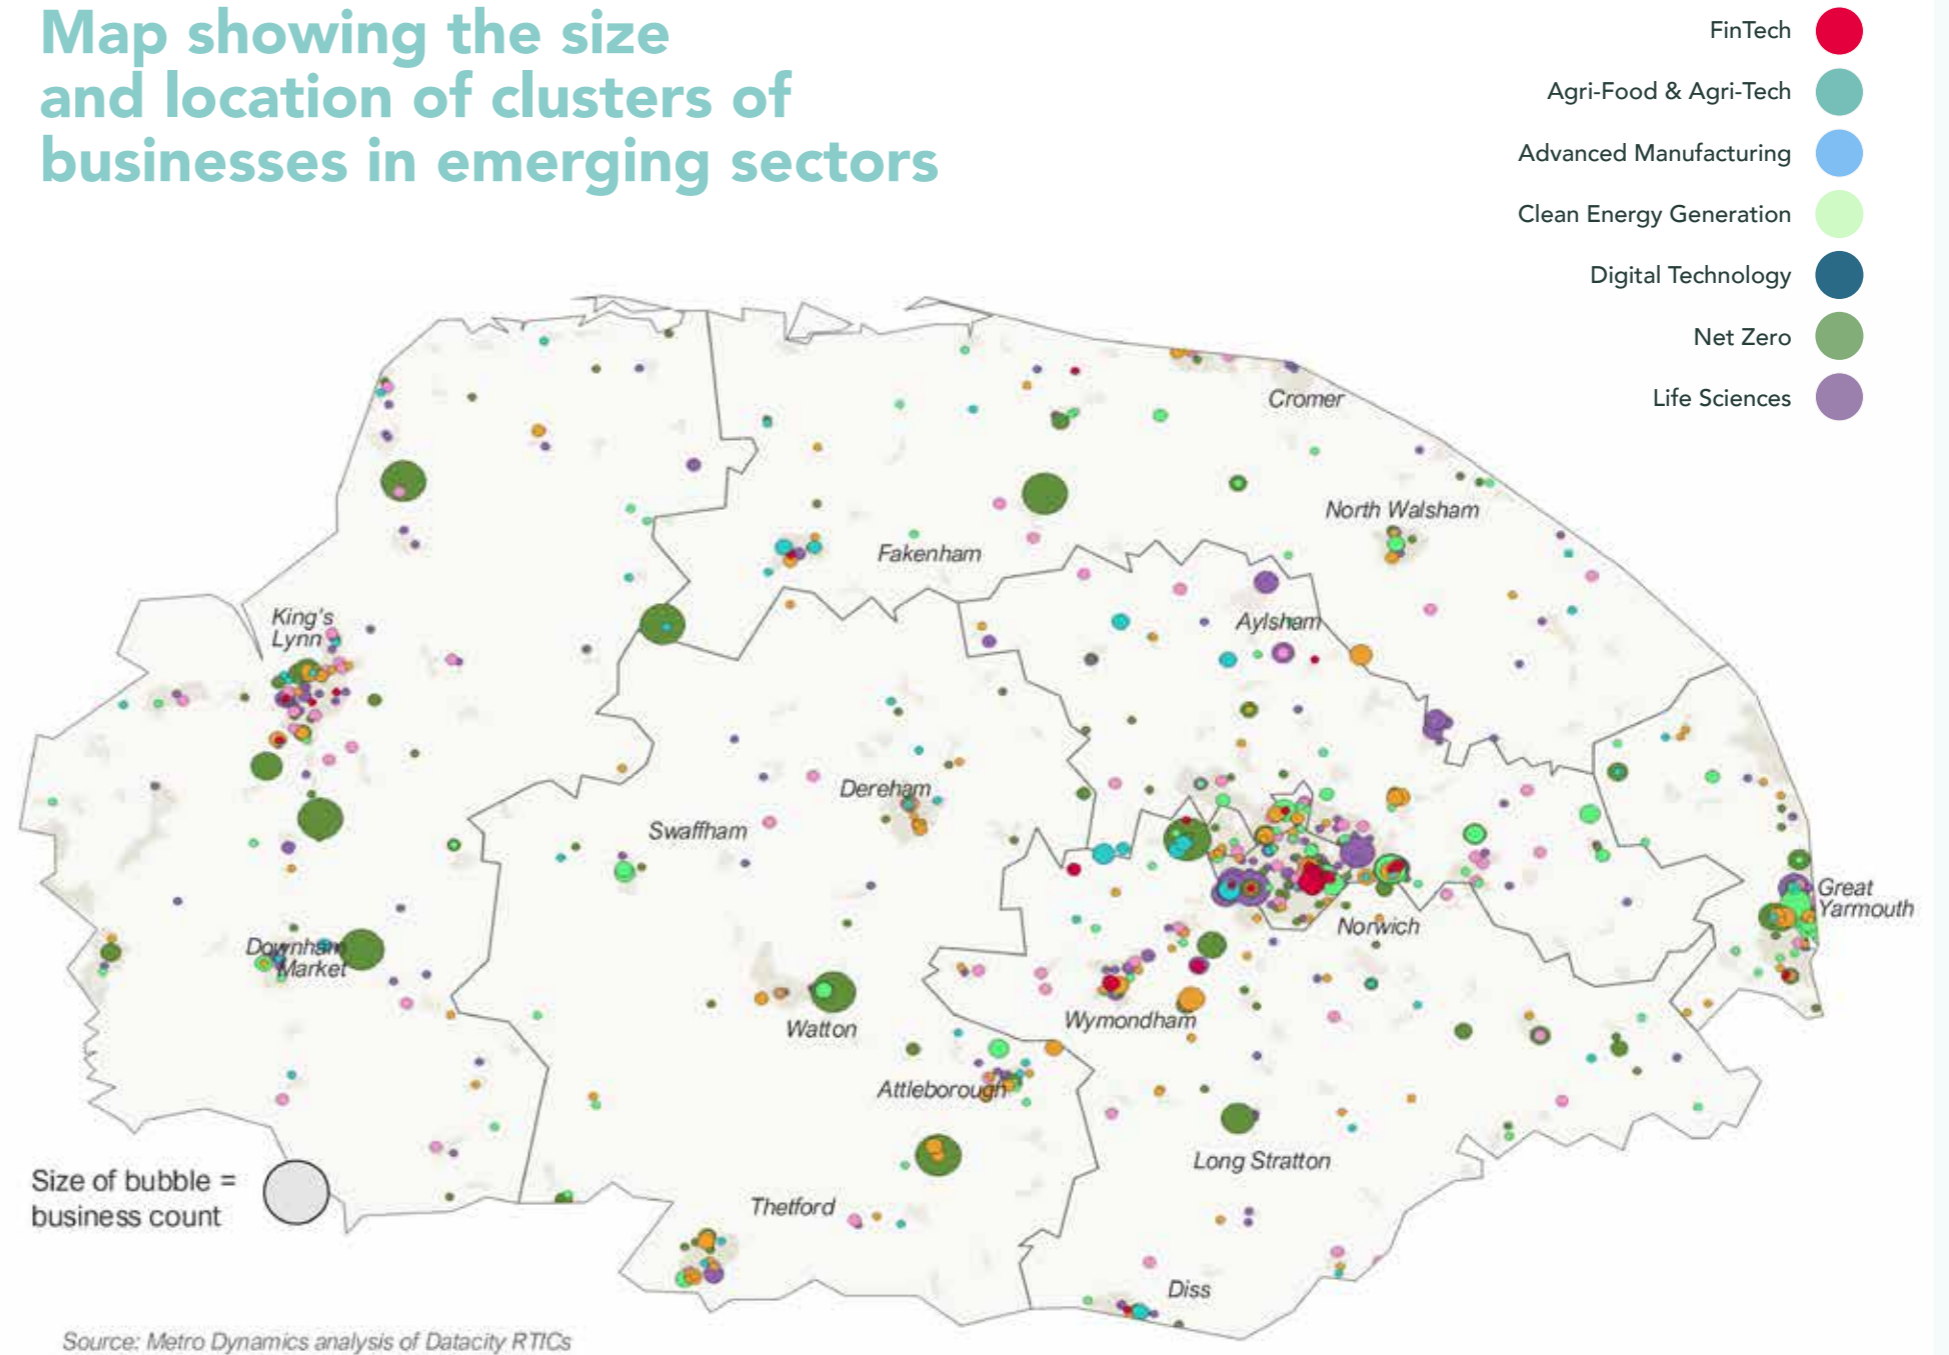 Map showing the size
and location of clusters of
businesses in emerging sectors
FinTech
Agri-Food & Agri-Tech
Advanced Manufacturing
Clean Energy Generation
Digital Technology
Net Zero
Life Sciences
Cromer
North Walsham
Fakenham
King's
Lynn
Aylsham
Dereham
Swaffham
Great
Yarmouth
Norwich
Downham
Market
Wymondham
Watton
Attleborough
Long Stratton
Size of bubble =
business count
Thetford
Diss
Source: Metro Dynamics analysis of Datacity RTICs